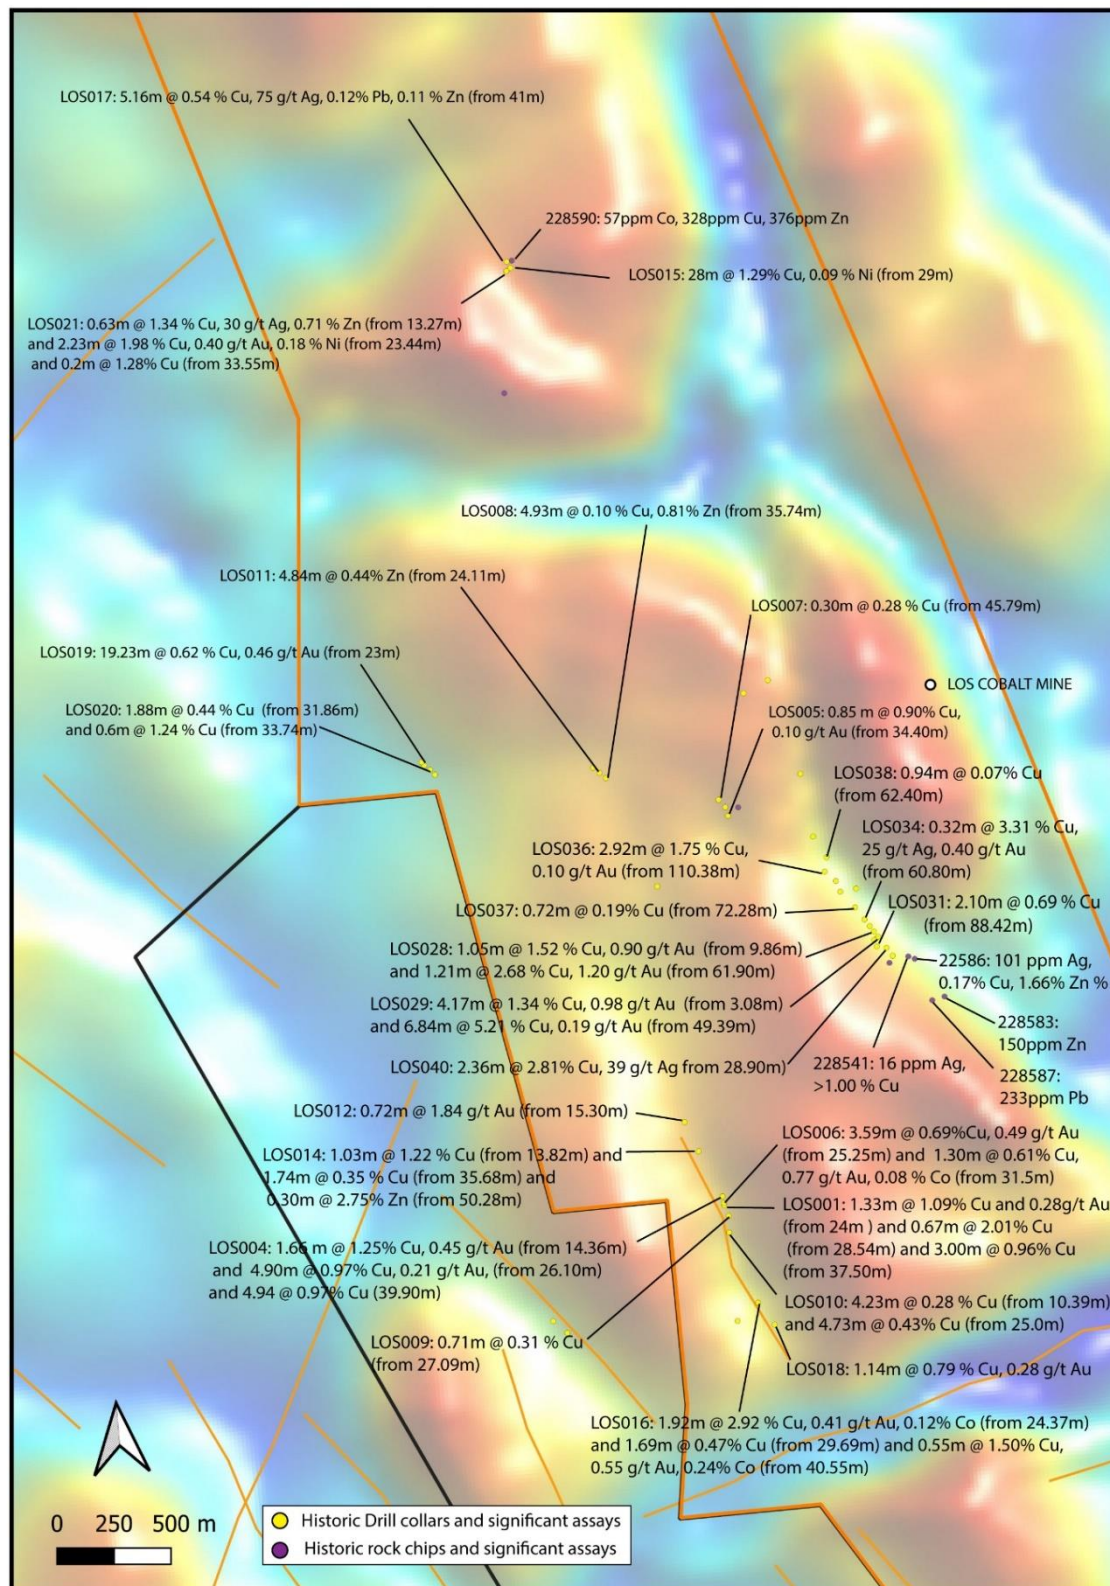 LOS017: 5.16m @ 0.54 % Cu, 75 g/t Ag, 0.12% Pb, 0.11 % Zn (from 41m)
228590: 57ppm Co, 328ppm Cu, 376ppm Zn
LOS015: 28m @ 1.29% Cu, 0.09 % Ni (from 29m)
LOS021: 0.63m @ 1.34 % Cu, 30 g/t Ag, 0.71 % Zn (from 13.27m)
and 2.23m @ 1.98 % Cu, 0.40 g/t Au, 0.18 % Ni (from 23.44m)
and 0.2m @ 1.28% Cu (from 33.55m)
LOS008: 4.93m @ 0.10 % Cu, 0.81% Zn (from 35.74m)
LOS011: 4.84m @ 0.44% Zn (from 24.11m)
LOS007: 0.30m @ 0.28 % Cu (from 45.79m)
LOS019: 19.23m @ 0.62 % Cu, 0.46 g/t Au (from 23m)
LOS COBALT MINE
LOS020: 1.88m @ 0.44 % Cu (from 31.86m)
and 0.6m @ 1.24 % Cu (from 33.74m)
LOS005: 0.85 m @ 0.90% Cu,
0.10 g/t Au (from 34.40m)
LOS038: 0.94m @ 0.07% Cu
(from 62.40m)
LOS034: 0.32m @ 3.31 % Cu,
25 g/t Ag, 0.40 g/t Au
(from 60.80m)
LOS036: 2.92m @ 1.75 % Cu,
0.10 g/t Au (from 110.38m)
LOS031: 2.10m @ 0.69 % Cu
(from 88.42m)
LOS037: 0.72m @ 0.19% Cu (from 72.28m)
LOS028: 1.05m @ 1.52 % Cu, 0.90 g/t Au (from 9.86m)
and 1.21m @ 2.68 % Cu, 1.20 g/t Au (from 61.90m)
22586: 101 ppm Ag,
0.17% Cu, 1.66% Zn %
LOS029: 4.17m @ 1.34 % Cu, 0.98 g/t Au (from 3.08m)
and 6.84m @ 5.21 % Cu, 0.19 g/t Au (from 49.39m)
228583:
150ppm Zn
LOS040: 2.36m @ 2.81% Cu, 39 g/t Ag from 28.90m)
228541: 16 ppm Ag,
>1.00 % Cu
228587:
233ppm Pb
LOS012: 0.72m @ 1.84 g/t Au (from 15.30m)
LOS014: 1.03m @ 1.22 % Cu (from 13.82m) and
1.74m @ 0.35 % Cu (from 35.68m) and
0.30m @ 2.75% Zn (from 50.28m)
LOS006: 3.59m @ 0.69%Cu, 0.49 g/t Au
(from 25.25m) and 1.30m @ 0.61% Cu,
0.77 g/t Au, 0.08 % Co (from 31.5m)
LOS001: 1.33m @ 1.09% Cu and 0.28g/t Au
(from 24m ) and 0.67m @ 2.01% Cu
(from 28.54m) and 3.00m @ 0.96% Cu
(from 37.50m)
LOS004: 1.66 m @ 1.25% Cu, 0.45 g/t Au (from 14.36m)
and 4.90m @ 0.97% Cu, 0.21 g/t Au, (from 26.10m)
and 4.94 @ 0.97% Cu (39.90m)
LOS010: 4.23m @ 0.28 % Cu (from 10.39m)
and 4.73m @ 0.43% Cu (from 25.0m)
LOS009: 0.71m @ 0.31 % Cu
(from 27.09m)
LOS018: 1.14m @ 0.79 % Cu, 0.28 g/t Au
LOS016: 1.92m @ 2.92 % Cu, 0.41 g/t Au, 0.12% Co (from 24.37m)
and 1.69m @ 0.47% Cu (from 29.69m) and 0.55m @ 1.50% Cu,
0.55 g/t Au, 0.24% Co (from 40.55m)
0 250 500 m
Historic Drill collars and significant assays
Historic rock chips and significant assays